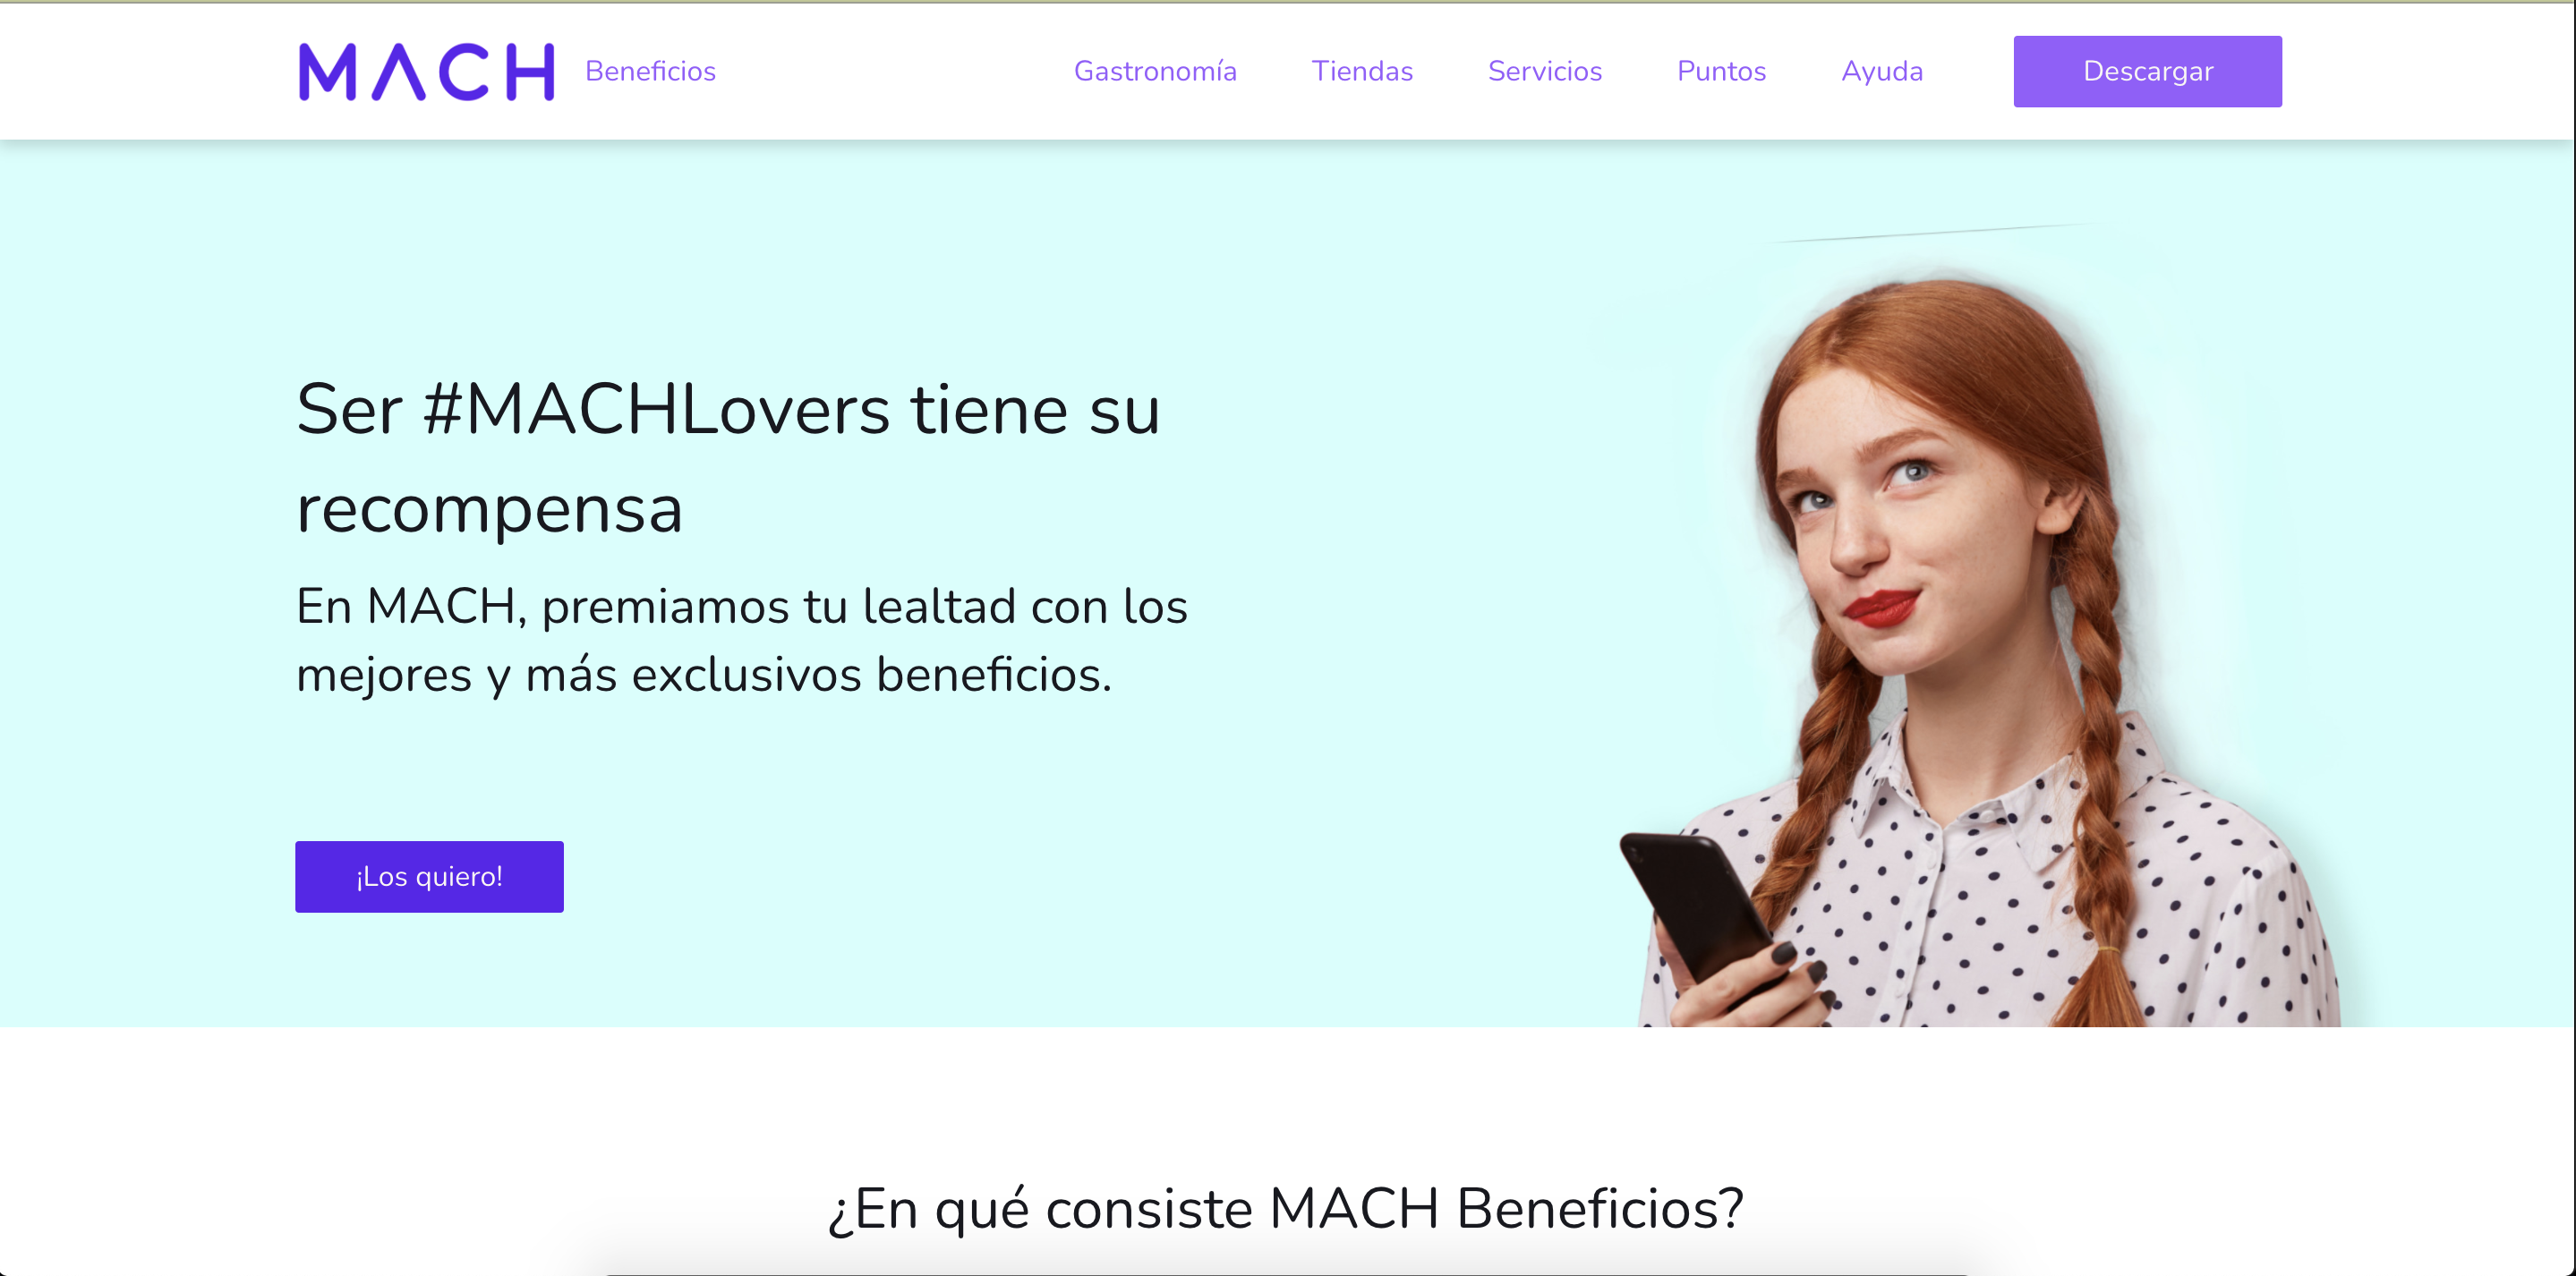 MACH Beneficios Gastronomía Tiendas Servicios Puntos Ayuda Descargar
Ser #MACHLovers tiene su
recompensa
En MACH, premiamos tu lealtad con los
mejores y más exclusivos beneficios.
¡Los quiero!
¿En qué consiste MACH Beneficios?